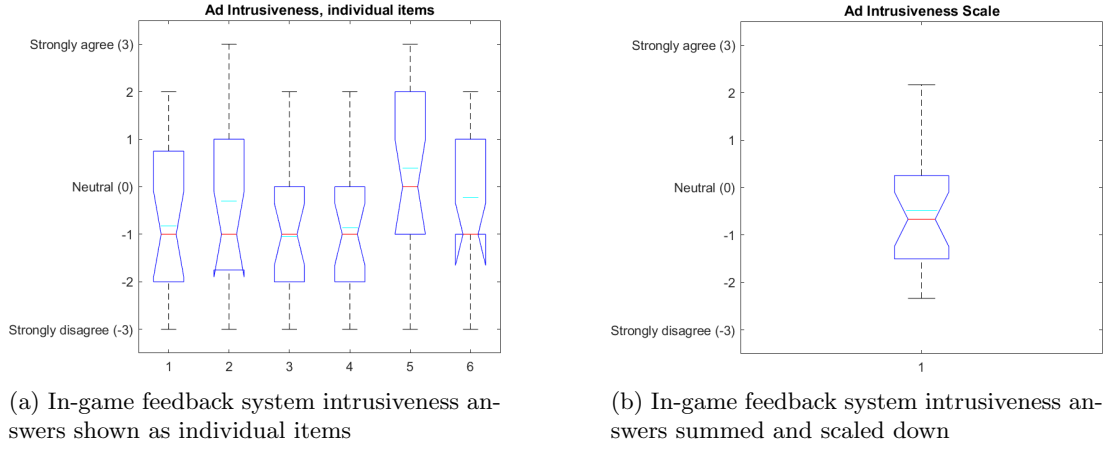 Ad Intrusiveness, individual items
Strongly agree (3)
2
1
Neutral (0)
-1
-2
Strongly disagree (-3)
1 2 3 4 5 6
(a) In-game feedback system intrusiveness an-
swers shown as individual items
Ad Intrusiveness Scale
Strongly agree (3)
2
1
Neutral (0)
-1
-2
Strongly disagree (-3)
1
(b) In-game feedback system intrusiveness an-
swers summed and scaled down